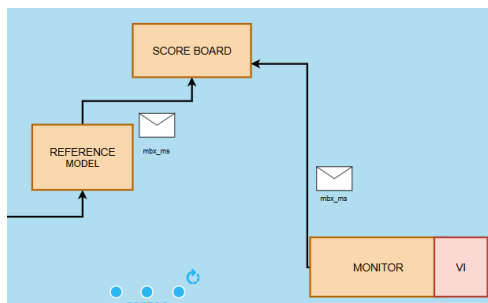 SCORE BOARD
REFERENCE
MODEL
mbx_ms
mbx_ms
MONITOR
VI